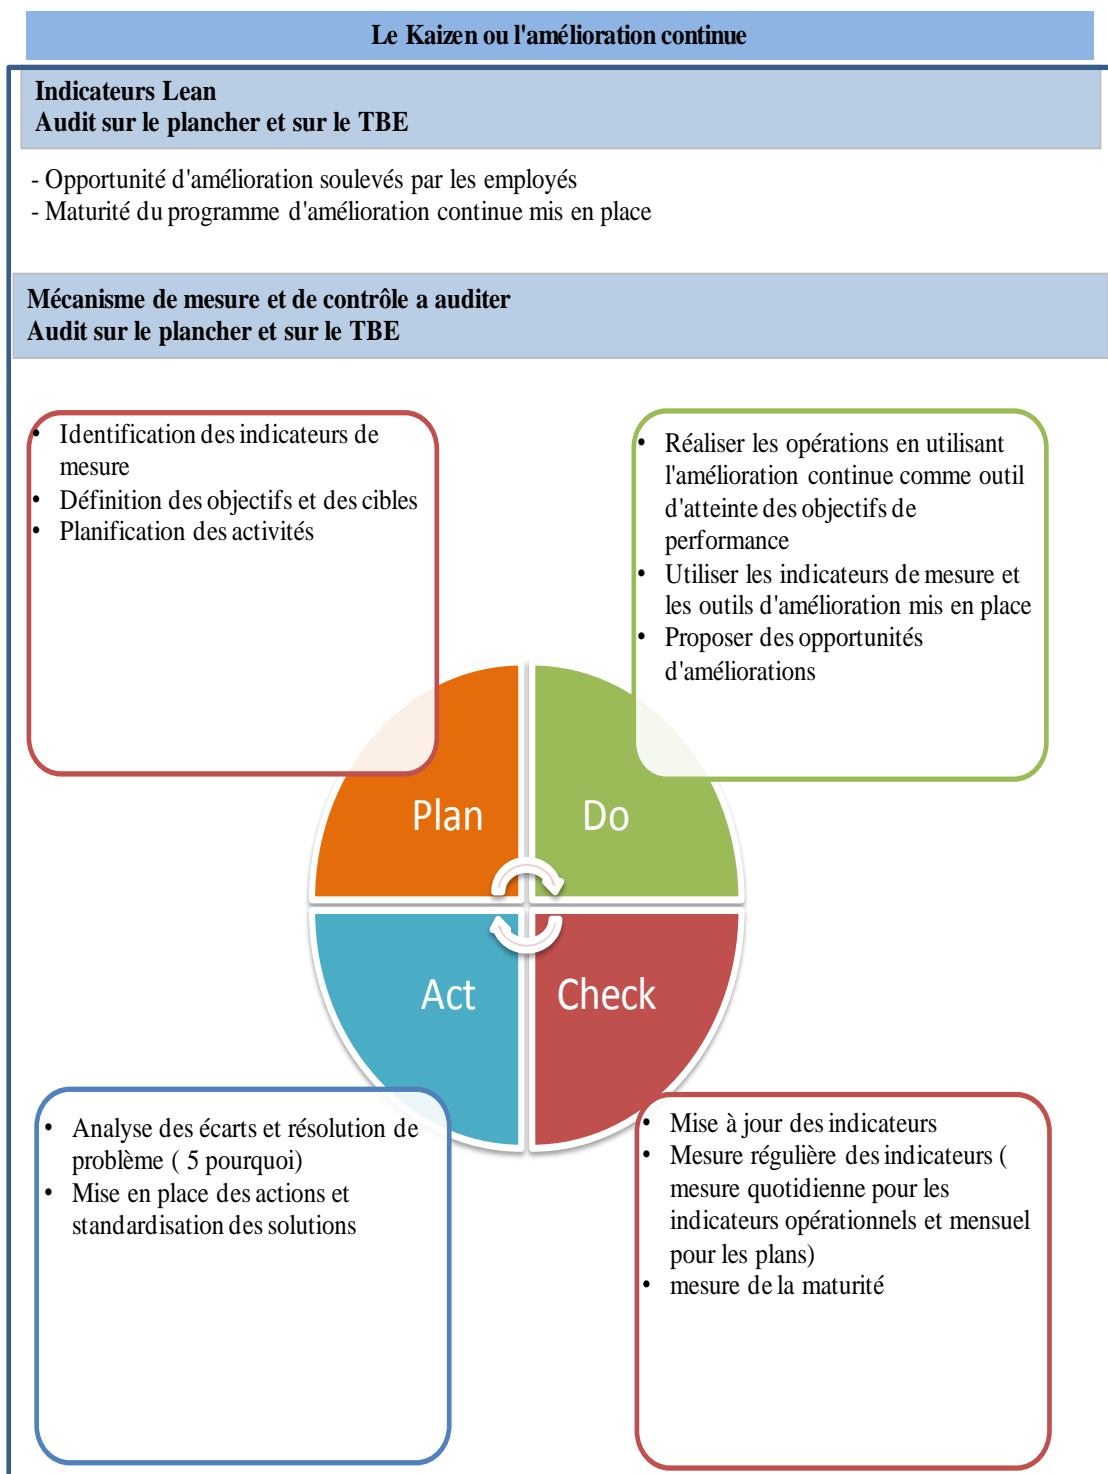 Le Kaizen ou l'amélioration continue
Indicateurs Lean
Audit sur le plancher et sur le TBE
- Opportunité d'amélioration soulevés par les employés
- Maturité du programme d'amélioration continue mis en place
Mécanisme de mesure et de contrôle a auditer
Audit sur le plancher et sur le TBE
• Identification des indicateurs de
mesure
• Définition des objectifs et des cibles
• Planification des activités
• Réaliser les opérations en utilisant
l'amélioration continue comme outil
d'atteinte des objectifs de
performance
• Utiliser les indicateurs de mesure et
les outils d'amélioration mis en place
• Proposer des opportunités
d'améliorations
Plan
Do
Act
Check
• Analyse des écarts et résolution de
problème ( 5 pourquoi)
• Mise en place des actions et
standardisation des solutions
• Mise à jour des indicateurs
• Mesure régulière des indicateurs (
mesure quotidienne pour les
indicateurs opérationnels et mensuel
pour les plans)
• mesure de la maturité